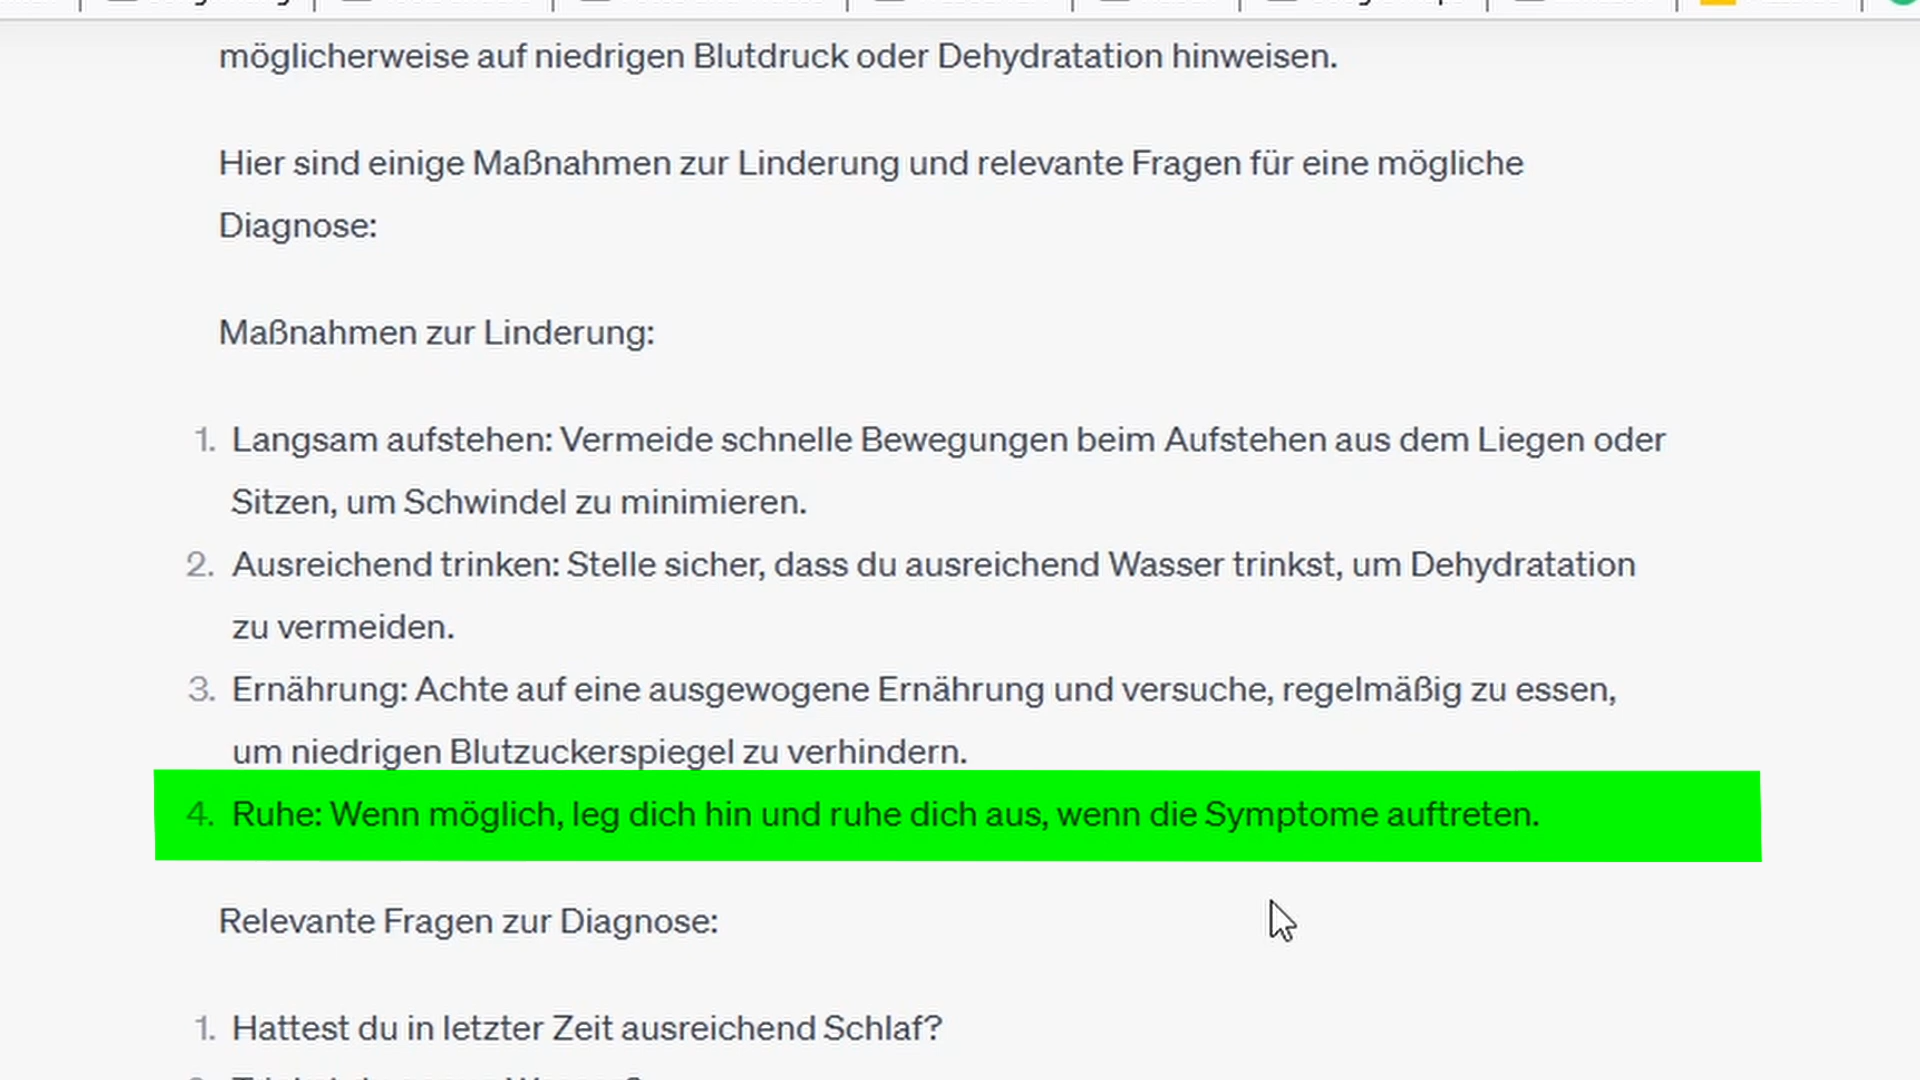 möglicherweise auf niedrigen Blutdruck oder Dehydratation hinweisen.
Hier sind einige Maßnahmen zur Linderung und relevante Fragen für eine mögliche
Diagnose:
Maßnahmen zur Linderung:
1. Langsam aufstehen: Vermeide schnelle Bewegungen beim Aufstehen aus dem Liegen oder
Sitzen, um Schwindel zu minimieren.
2. Ausreichend trinken: Stelle sicher, dass du ausreichend Wasser trinkst, um Dehydratation
zu vermeiden.
3. Ernährung: Achte auf eine ausgewogene Ernährung und versuche, regelmäßig zu essen,
um niedrigen Blutzuckerspiegel zu verhindern.
4. Ruhe: Wenn möglich, leg dich hin und ruhe dich aus, wenn die Symptome auftreten.
Relevante Fragen zur Diagnose:
1. Hattest du in letzter Zeit ausreichend Schlaf?